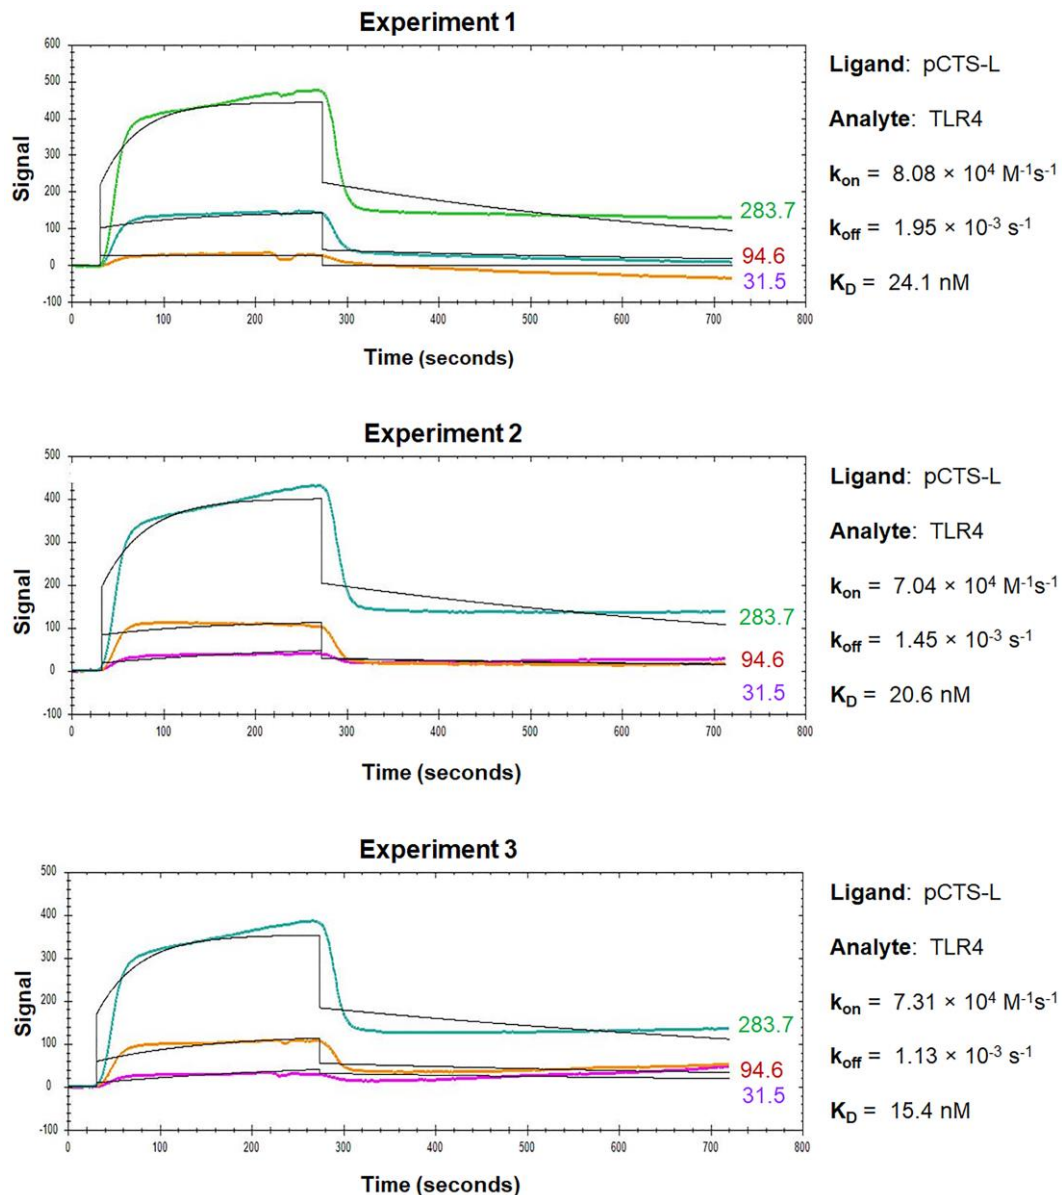 Experiment 1
600
500
400
300
200
100
0
-100
Signal
0 100 200 300 400 500 600 700 800
Time (seconds)
283.7
94.6
31.5
Ligand: pCTS-L
Analyte: TLR4
kon = 8.08 × 10⁴ M⁻¹s⁻¹
koff = 1.95 × 10⁻³ s⁻¹
KD = 24.1 nM
Experiment 2
500
400
300
200
100
0
-100
Signal
0 100 200 300 400 500 600 700 800
Time (seconds)
283.7
94.6
31.5
Ligand: pCTS-L
Analyte: TLR4
kon = 7.04 × 10⁴ M⁻¹s⁻¹
koff = 1.45 × 10⁻³ s⁻¹
KD = 20.6 nM
Experiment 3
500
400
300
200
100
0
-100
Signal
0 100 200 300 400 500 600 700 800
Time (seconds)
283.7
94.6
31.5
Ligand: pCTS-L
Analyte: TLR4
kon = 7.31 × 10⁴ M⁻¹s⁻¹
koff = 1.13 × 10⁻³ s⁻¹
KD = 15.4 nM